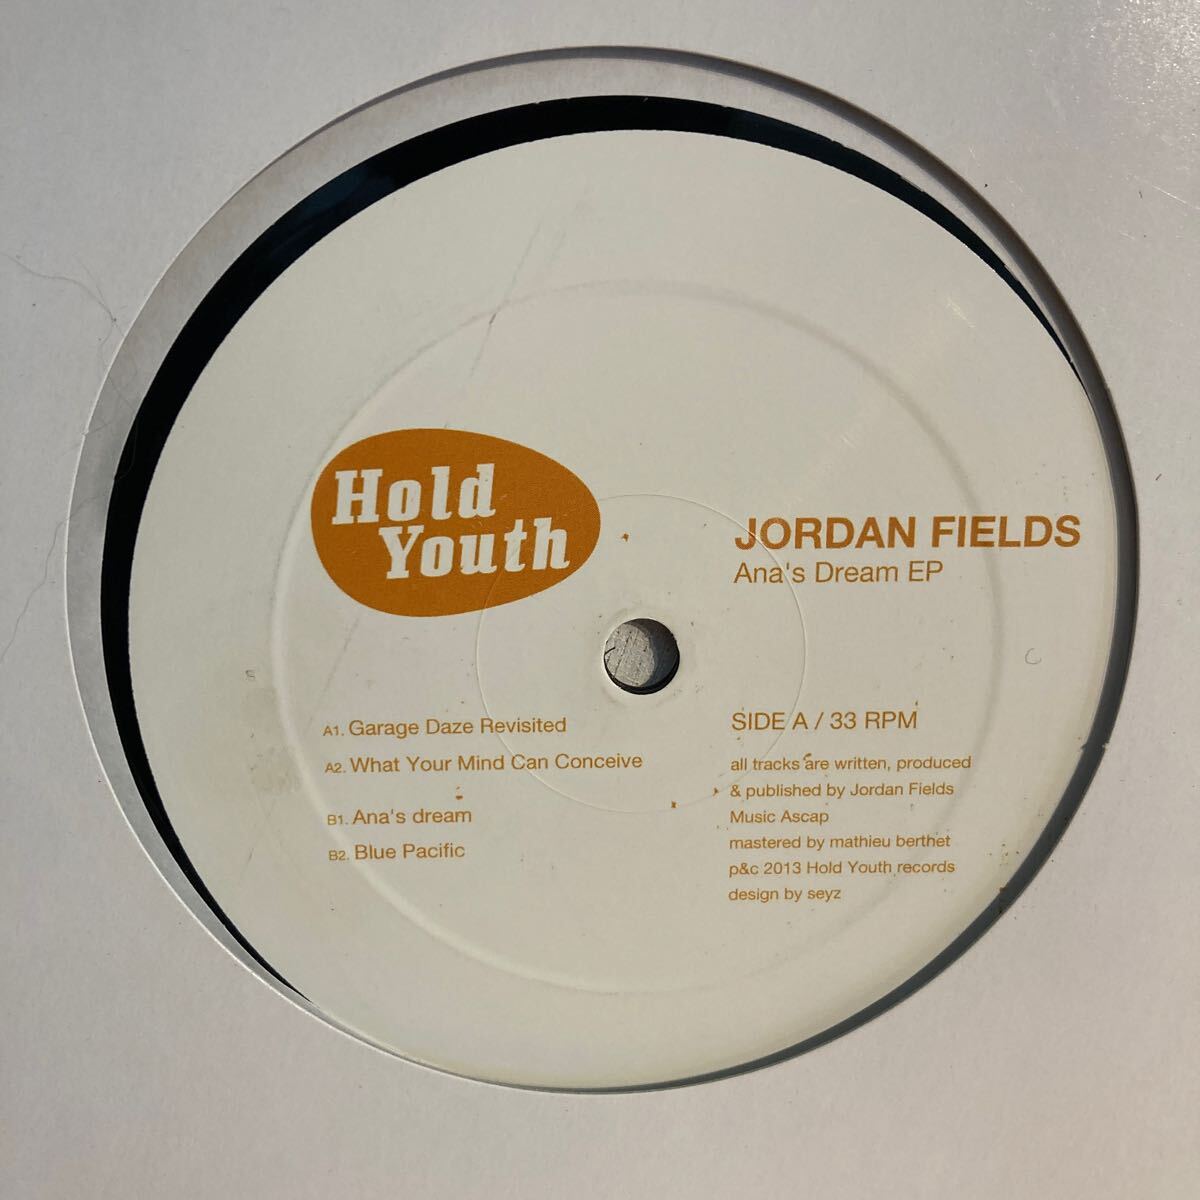 Hold
Youth
JORDAN FIELDS
Ana's Dream EP
A1. Garage Daze Revisited
A2. What Your Mind Can Conceive
B1. Ana's dream
B2. Blue Pacific
SIDE A / 33 RPM
all tracks are written, produced
& published by Jordan Fields
Music Ascap
mastered by mathieu berthet
p&c 2013 Hold Youth records
design by seyz